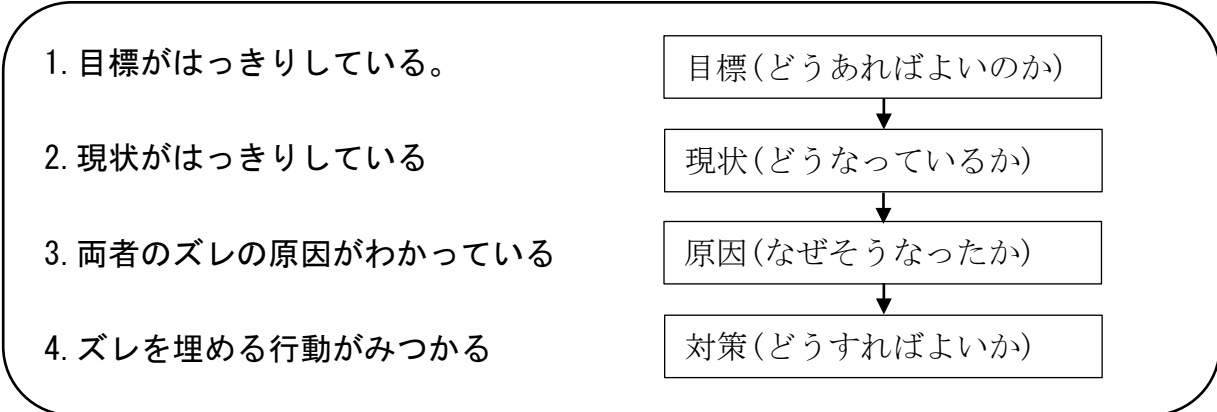 1.目標がはっきりしている。
目標(どうあればよいのか)
2.現状がはっきりしている
現状(どうなっているか)
3.両者のズレの原因がわかっている
原因(なぜそうなったか)
4.ズレを埋める行動がみつかる
対策(どうすればよいか)